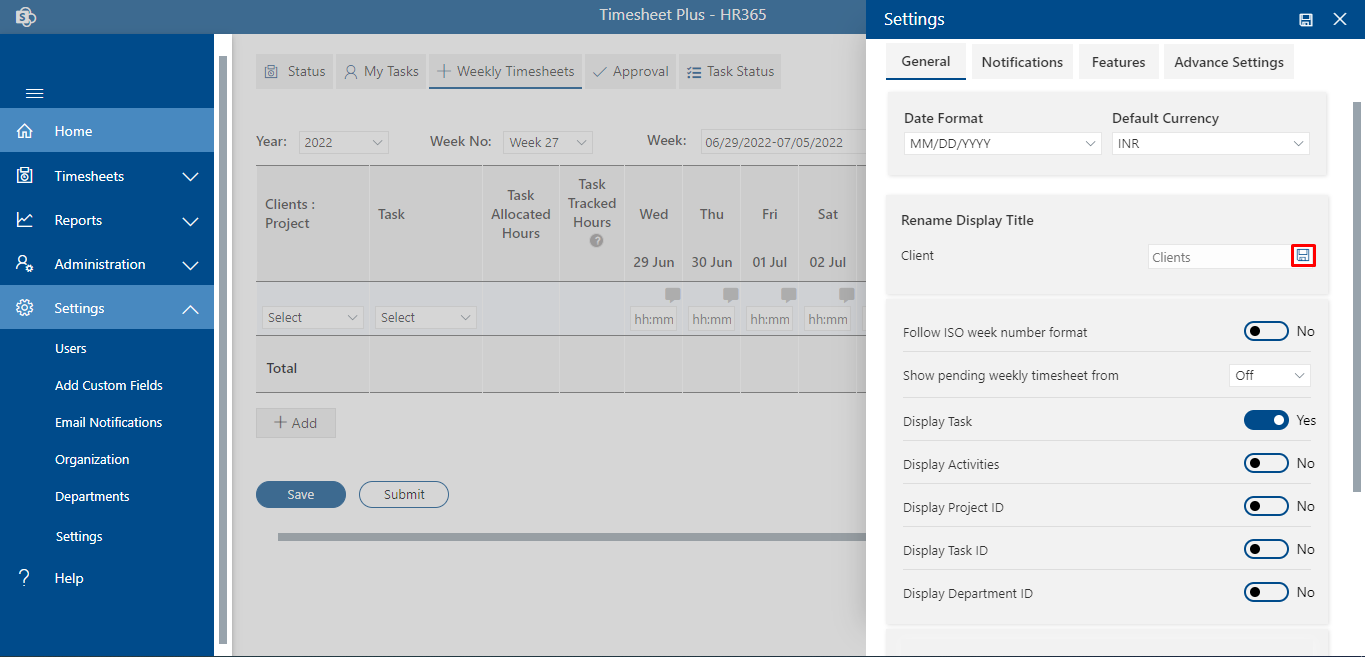 Timesheet Plus - HR365
Home
Timesheets
Reports
Administration
Settings
Users
Add Custom Fields
Email Notifications
Organization
Departments
Settings
? Help
Status
My Tasks
Weekly Timesheets
Approval
Task Status
Year: 2022 Week No: Week 27 Week: 06/29/2022-07/05/2022
Clients :
Project
Task
Task
Allocated
Hours
Task
Tracked
Hours
?
Wed
29 Jun
Thu
30 Jun
Fri
01 Jul
Sat
02 Jul
Select Select hh:mm hh:mm hh:mm hh:mm
Total
+ Add
Save Submit
Settings
General Notifications Features Advance Settings
Date Format Default Currency
MM/DD/YYYY INR
Rename Display Title
Client Clients
Follow ISO week number format No
Show pending weekly timesheet from Off
Display Task Yes
Display Activities No
Display Project ID No
Display Task ID No
Display Department ID No